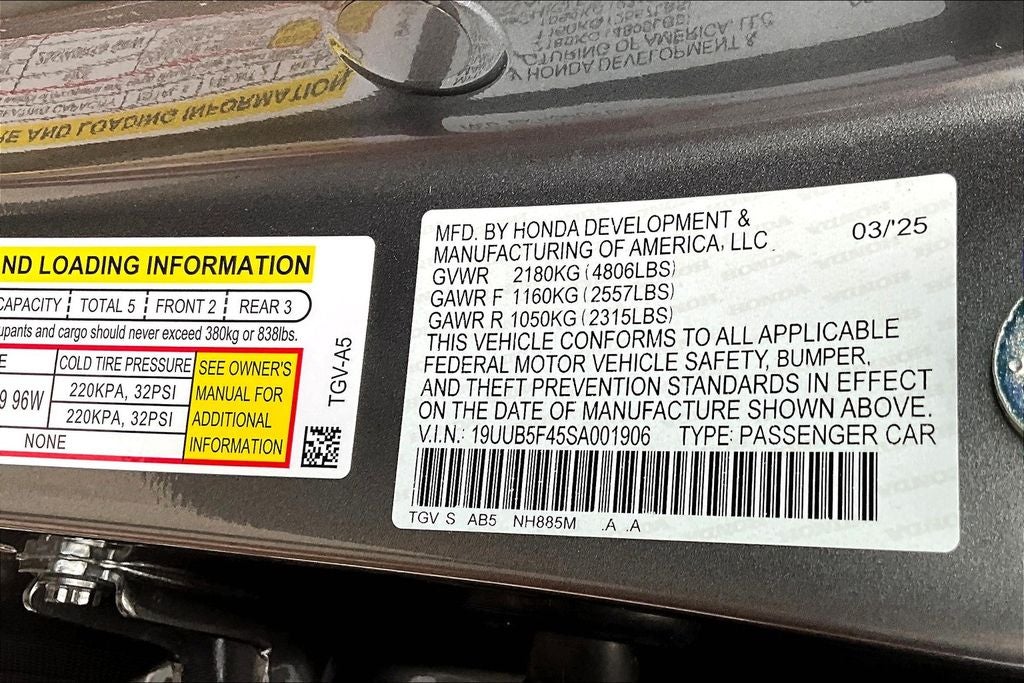 ND LOADING INFORMATION
CAPACITY TOTAL 5 FRONT 2 REAR 3
upants and cargo should never exceed 380kg or 838lbs.
E COLD TIRE PRESSURE
9 96W 220KPA, 32PSI
220KPA, 32PSI
NONE
SEE OWNER'S
MANUAL FOR
ADDITIONAL
INFORMATION
TGV-A5
MFD. BY HONDA DEVELOPMENT &
MANUFACTURING OF AMERICA, LLC 03/'25
GVWR 2180KG (4806LBS)
GAWR F 1160KG (2557LBS)
GAWR R 1050KG (2315LBS)
THIS VEHICLE CONFORMS TO ALL APPLICABLE
FEDERAL MOTOR VEHICLE SAFETY, BUMPER,
AND THEFT PREVENTION STANDARDS IN EFFECT
ON THE DATE OF MANUFACTURE SHOWN ABOVE.
V.I.N.: 19UUB5F45SA001906 TYPE: PASSENGER CAR
TGV S AB5 NH885M .A .A